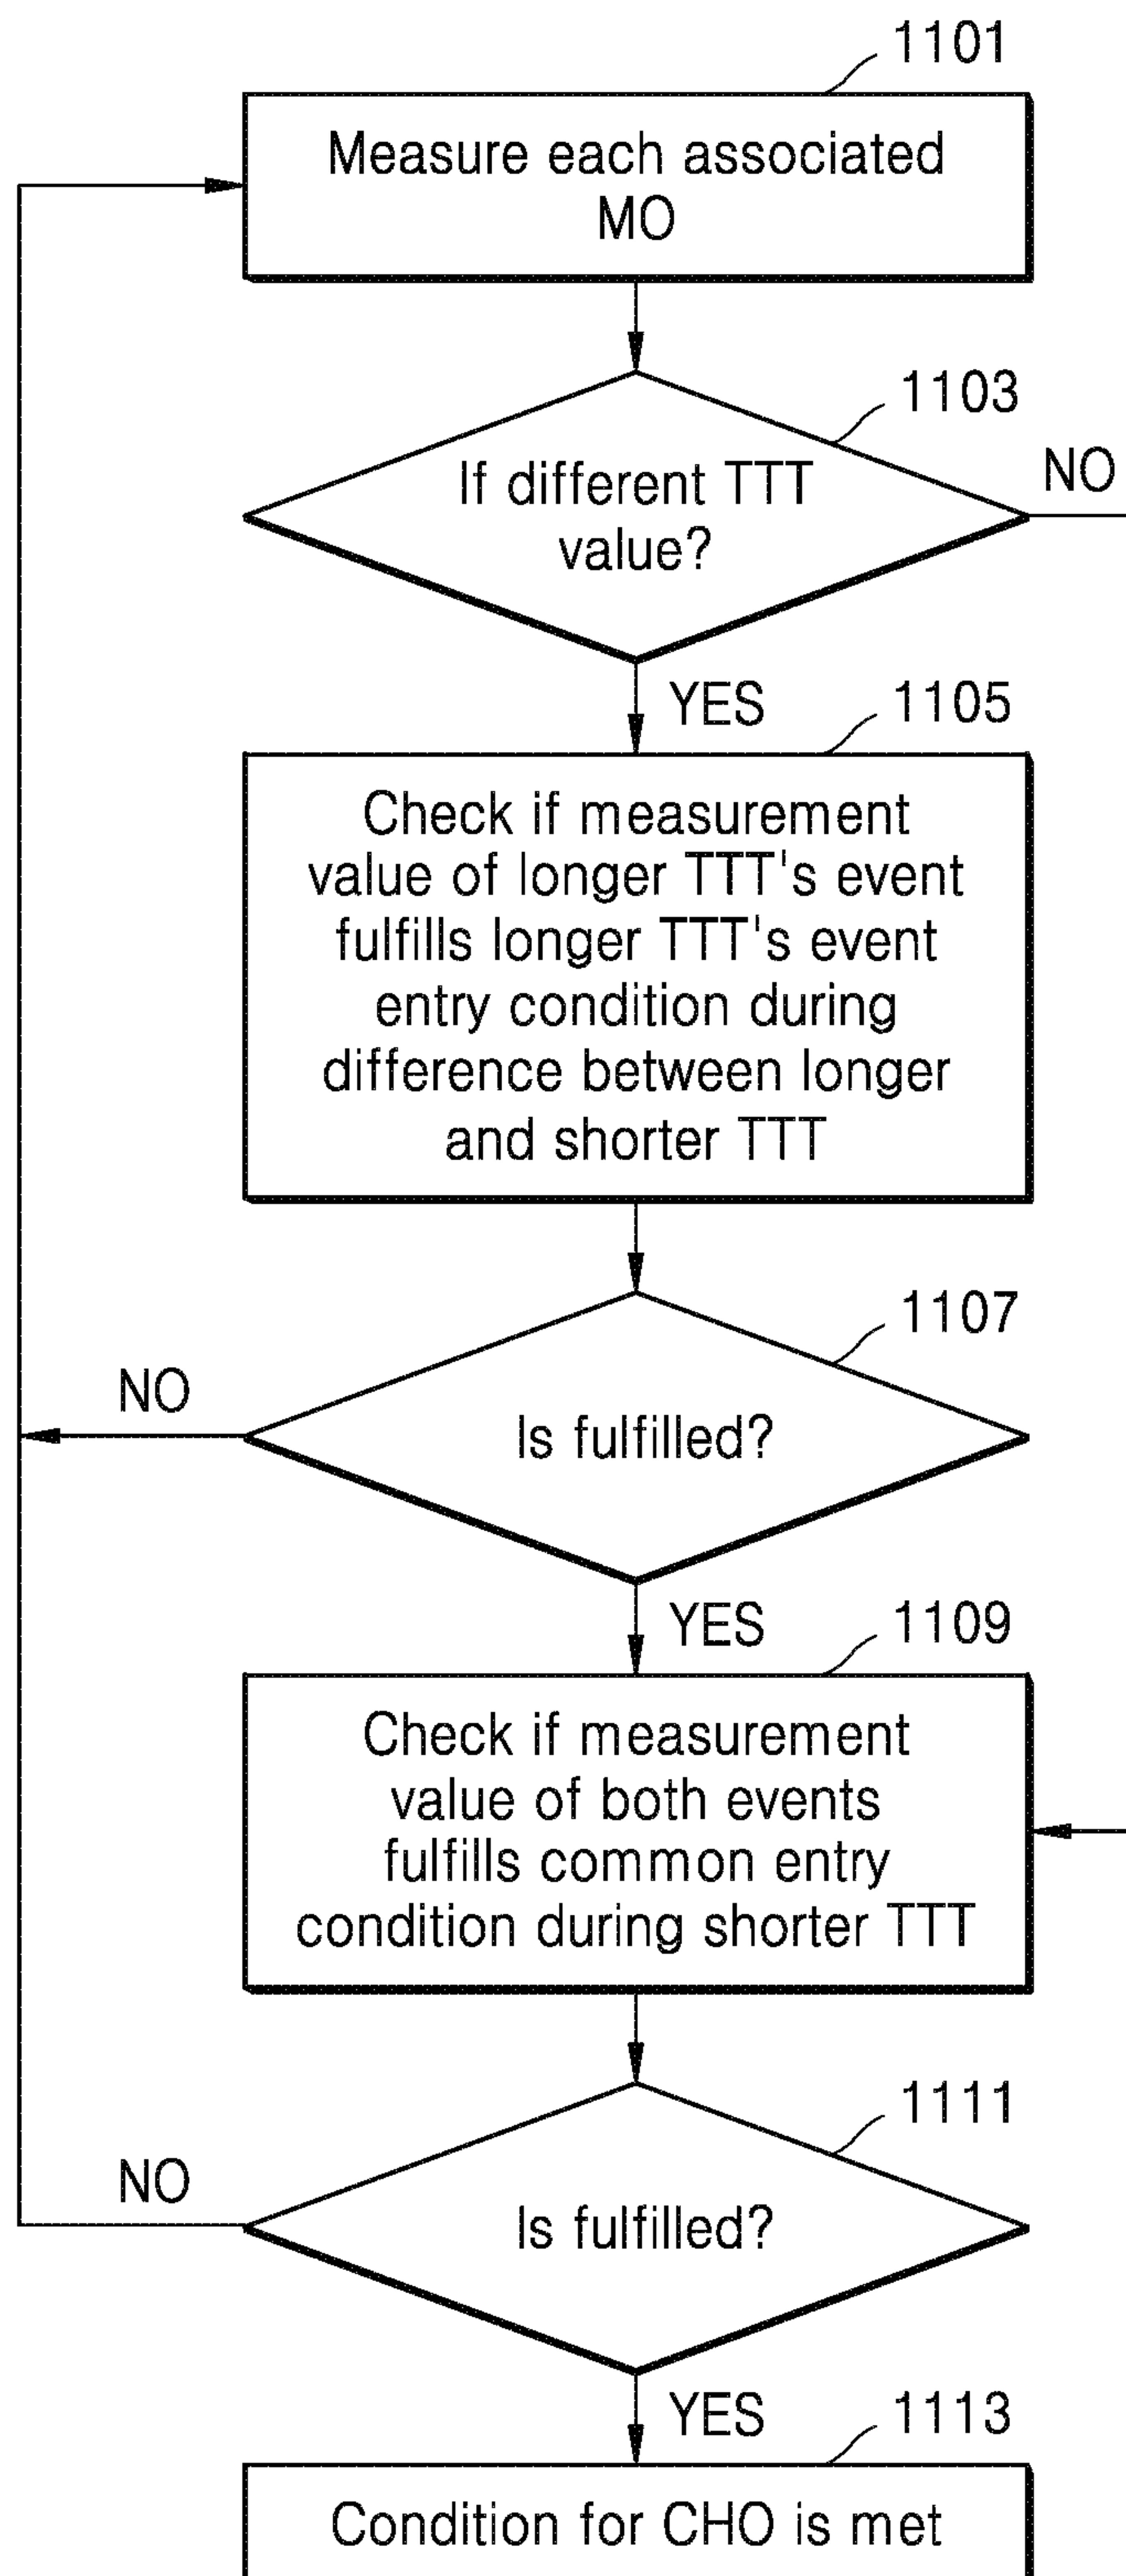 1101
Measure each associated
MO
1103
If different TTT
value?
NO
YES
1105
Check if measurement
value of longer TTT's event
fulfills longer TTT's event
entry condition during
difference between longer
and shorter TTT
1107
NO
Is fulfilled?
YES
1109
Check if measurement
value of both events
fulfills common entry
condition during shorter TTT
1111
NO
Is fulfilled?
YES
1113
Condition for CHO is met